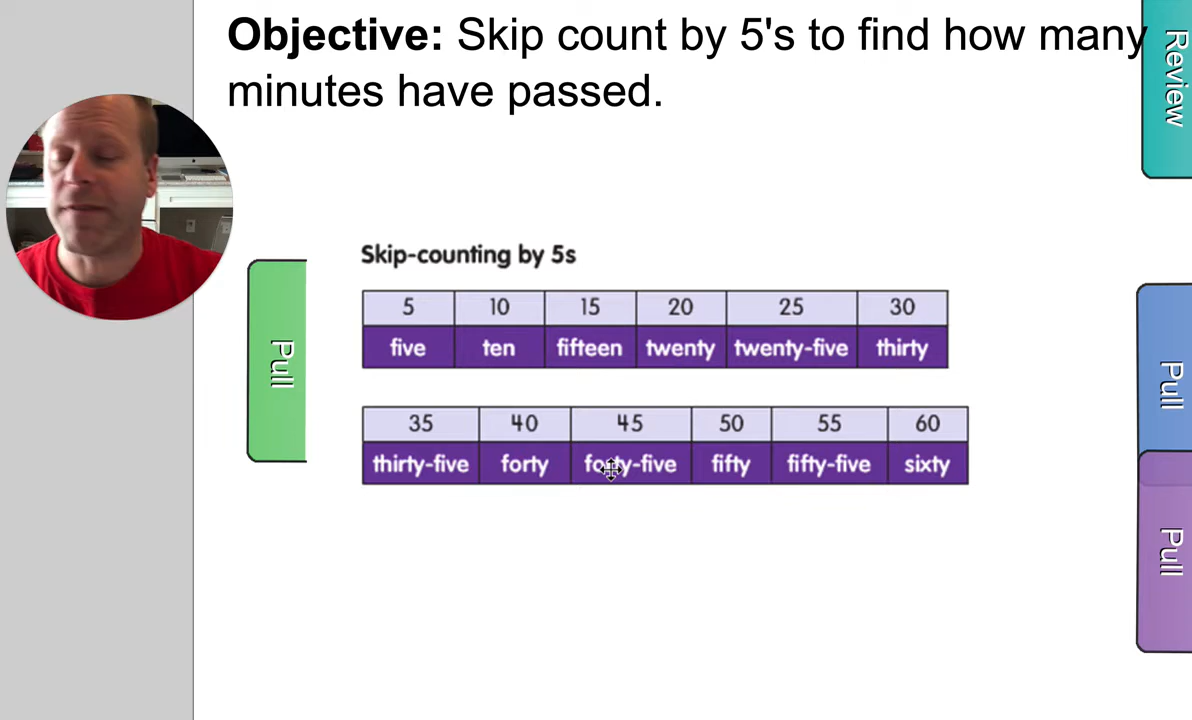 Objective: Skip count by 5's to find how many
minutes have passed.
Review
Skip-counting by 5s
5 10 15 20 25 30
five ten fifteen twenty twenty-five thirty
Pull
Pull
35 40 45 50 55 60
thirty-five forty forty-five fifty fifty-five sixty
Pull